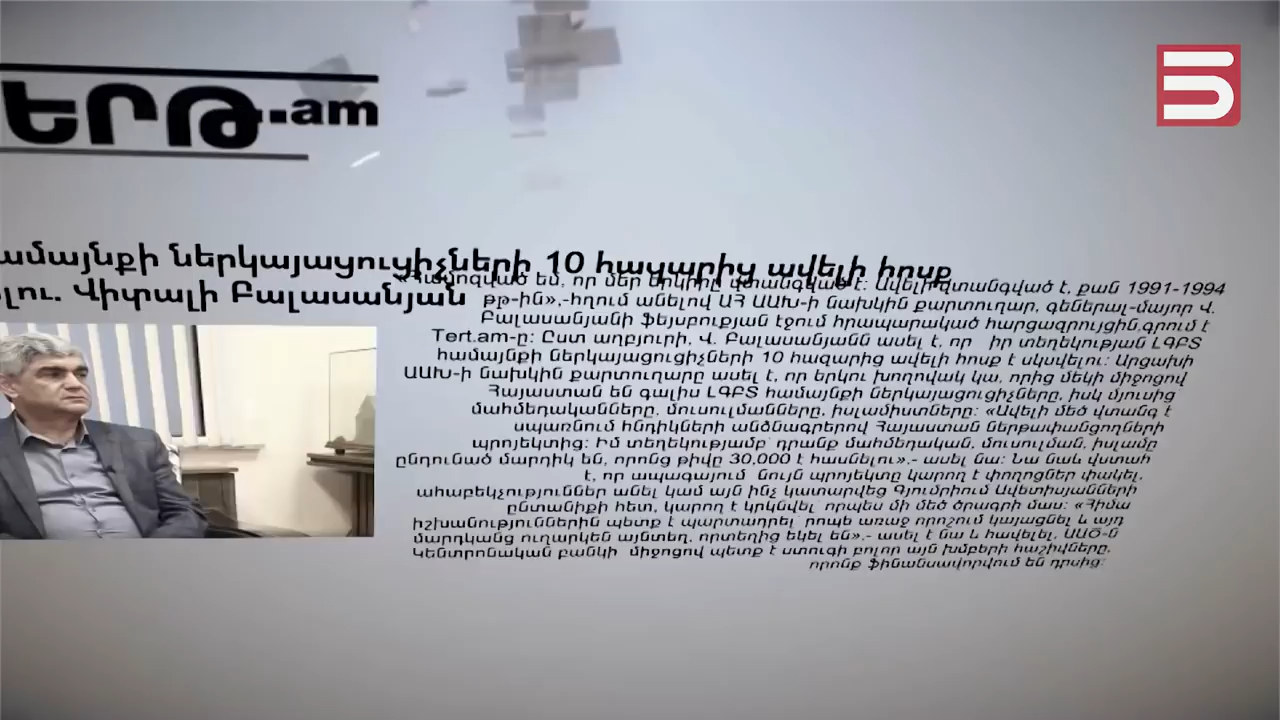 երթ.am
ամայնքի ներկայացուցիչների 10 հազարից ավելի հոսք
լու. Վիտալի Բալասանյան
«Համոզված եմ, որ մեր երկիրը վտանգված է: Ավելի վտանգված է, քան 1991-1994
թթ-ին»,-հղում անելով ԱՀ ԱԱԽ-ի նախկին քարտուղար, գեներալ-մայոր Վ.
Բալասանյանի ֆեյսբուքյան էջում հրապարակած հարցազրույցին,գրում է
Tert.am-ը: Ըստ աղբյուրի, Վ. Բալասանյանն ասել է, որ իր տեղեկության ԼԳԲՏ
համայնքի ներկայացուցիչների 10 հազարից ավելի հոսք է սկսվելու: Արցախի
ԱԱԽ-ի նախկին քարտուղարը ասել է, որ երկու խողովակ կա, որից մեկի միջոցով
Հայաստան են գալիս ԼԳԲՏ համայնքի ներկայացուցիչները, իսկ մյուսից
մահմեդականները, մուսուլմանները, իսլամիստները: «Ավելի մեծ վտանգ է
սպառնում հնդիկների անձնագրերով Հայաստան ներթափանցողների
պրոյեկտից: Իմ տեղեկությամբ՝ դրանք մահմեդական, մուսուլման, իսլամը
ընդունած մարդիկ են, որոնց թիվը 30,000 է հասնելու»,- ասել նա: Նա նաև վստահ
է, որ ապագայում նույն պրոյեկտը կարող է փողոցներ փակել,
ահաբեկչություններ անել կամ այն ինչ կատարվեց Գյումրիում Ավետիսյանների
ընտանիքի հետ, կարող է կրկնվել՝ որպես մի մեծ ծրագրի մաս: «Հիմա
իշխանություններին պետք է պարտադրել՝ րոպե առաջ որոշում կայացնել և այդ
մարդկանց ուղարկեն այնտեղ, որտեղից եկել են»,- ասել է նա և հավելել, ԱԱԾ-ն
Կենտրոնական բանկի միջոցով պետք է ստուգի բոլոր այն խմբերի հաշիվները,
որոնք ֆինանսավորվում են դրսից: